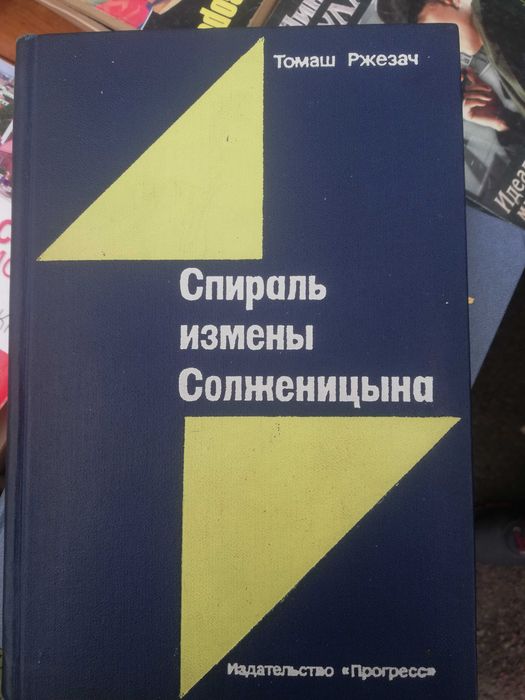 Томаш Ржезач
Спираль
измены
Солженицына
Издательство «Прогресс»